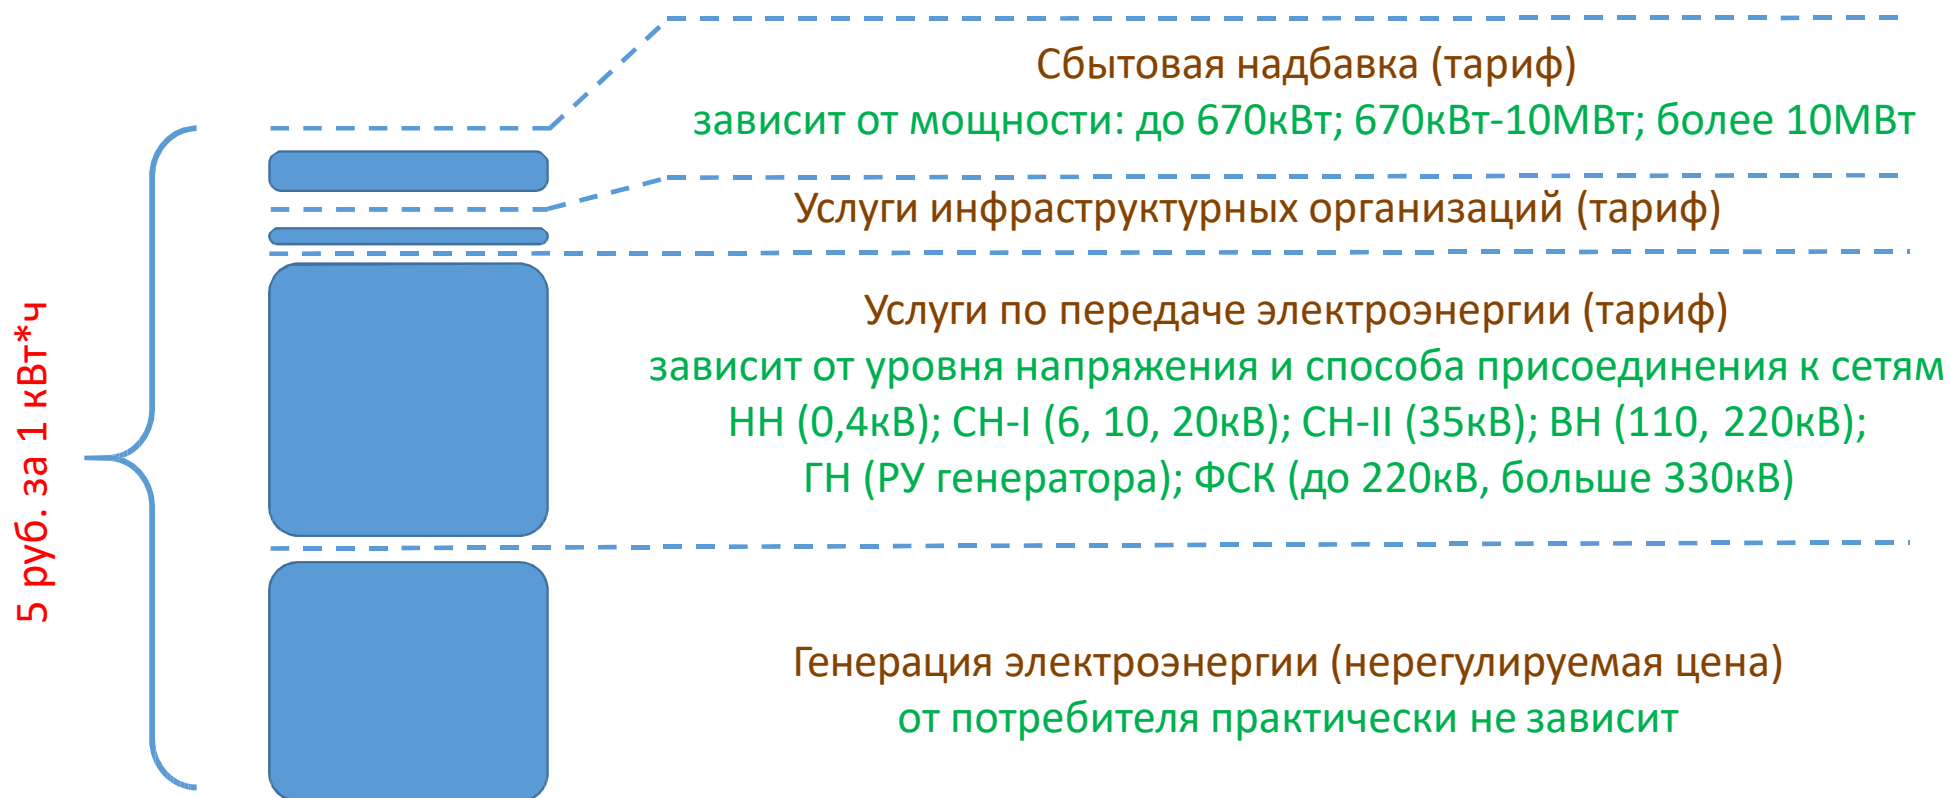 Сбытовая надбавка (тариф)
зависит от мощности: до 670кВт; 670кВт-10МВт; более 10МВт
Услуги инфраструктурных организаций (тариф)
Услуги по передаче электроэнергии (тариф)
зависит от уровня напряжения и способа присоединения к сетям
НН (0,4кВ); СН-I (6, 10, 20кВ); СН-II (35кВ); ВН (110, 220кВ);
ГН (РУ генератора); ФСК (до 220кВ, больше 330кВ)
5 руб. за 1 кВт*ч
Генерация электроэнергии (нерегулируемая цена)
от потребителя практически не зависит